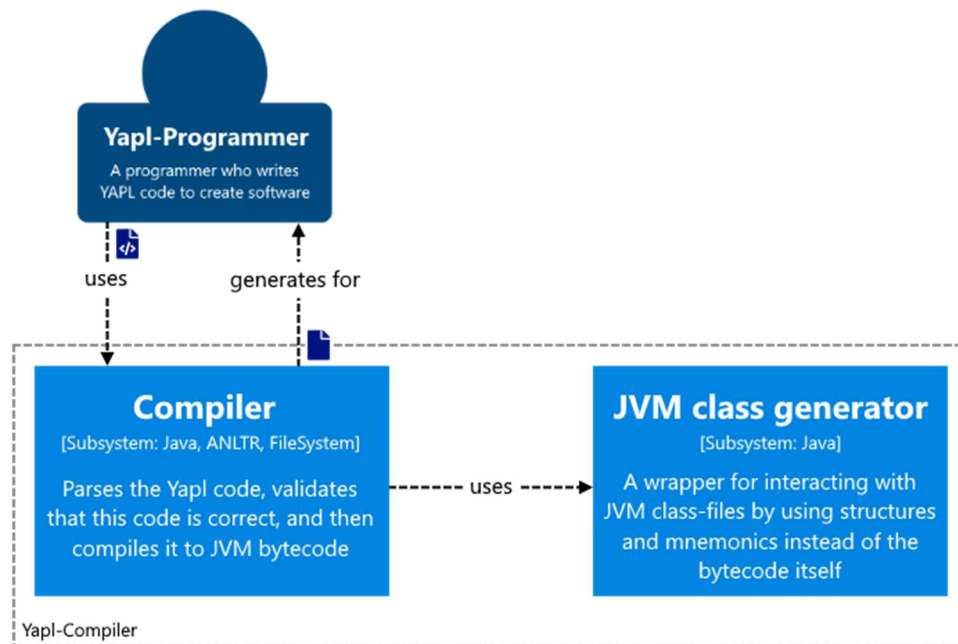 Yapl-Programmer
A programmer who writes
YAPL code to create software
uses
generates for
Compiler
[Subsystem: Java, ANLTR, FileSystem]
Parses the Yapl code, validates
that this code is correct, and then
compiles it to JVM bytecode
uses
JVM class generator
[Subsystem: Java]
A wrapper for interacting with
JVM class-files by using structures
and mnemonics instead of the
bytecode itself
Yapl-Compiler